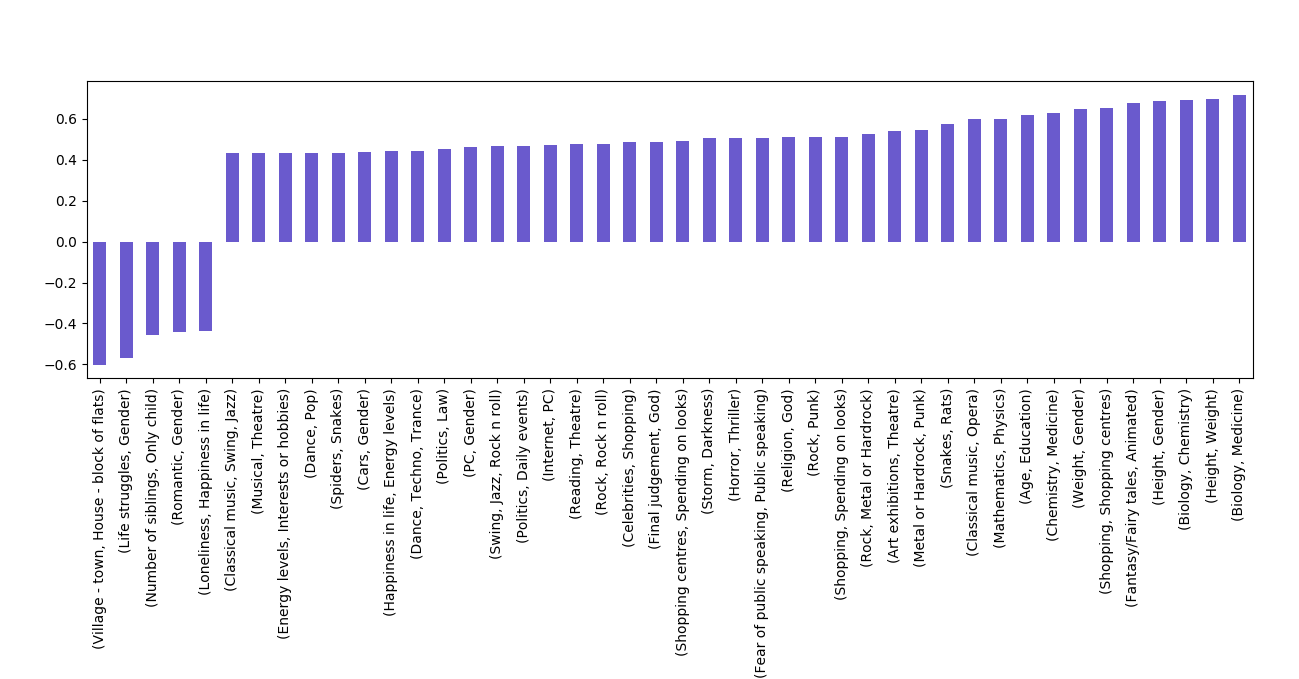 0.6
0.4
0.2
0.0
−0.2
−0.4
−0.6
(Village - town, House - block of flats)
(Life struggles, Gender)
(Number of siblings, Only child)
(Romantic, Gender)
(Loneliness, Happiness in life)
(Classical music, Swing, Jazz)
(Musical, Theatre)
(Energy levels, Interests or hobbies)
(Dance, Pop)
(Spiders, Snakes)
(Cars, Gender)
(Happiness in life, Energy levels)
(Dance, Techno, Trance)
(Politics, Law)
(PC, Gender)
(Swing, Jazz, Rock n roll)
(Politics, Daily events)
(Internet, PC)
(Reading, Theatre)
(Rock, Rock n roll)
(Celebrities, Shopping)
(Final judgement, God)
(Shopping centres, Spending on looks)
(Storm, Darkness)
(Horror, Thriller)
(Fear of public speaking, Public speaking)
(Religion, God)
(Rock, Punk)
(Shopping, Spending on looks)
(Rock, Metal or Hardrock)
(Art exhibitions, Theatre)
(Metal or Hardrock, Punk)
(Snakes, Rats)
(Classical music, Opera)
(Mathematics, Physics)
(Age, Education)
(Chemistry, Medicine)
(Weight, Gender)
(Shopping, Shopping centres)
(Fantasy/Fairy tales, Animated)
(Height, Gender)
(Biology, Chemistry)
(Height, Weight)
(Biology, Medicine)